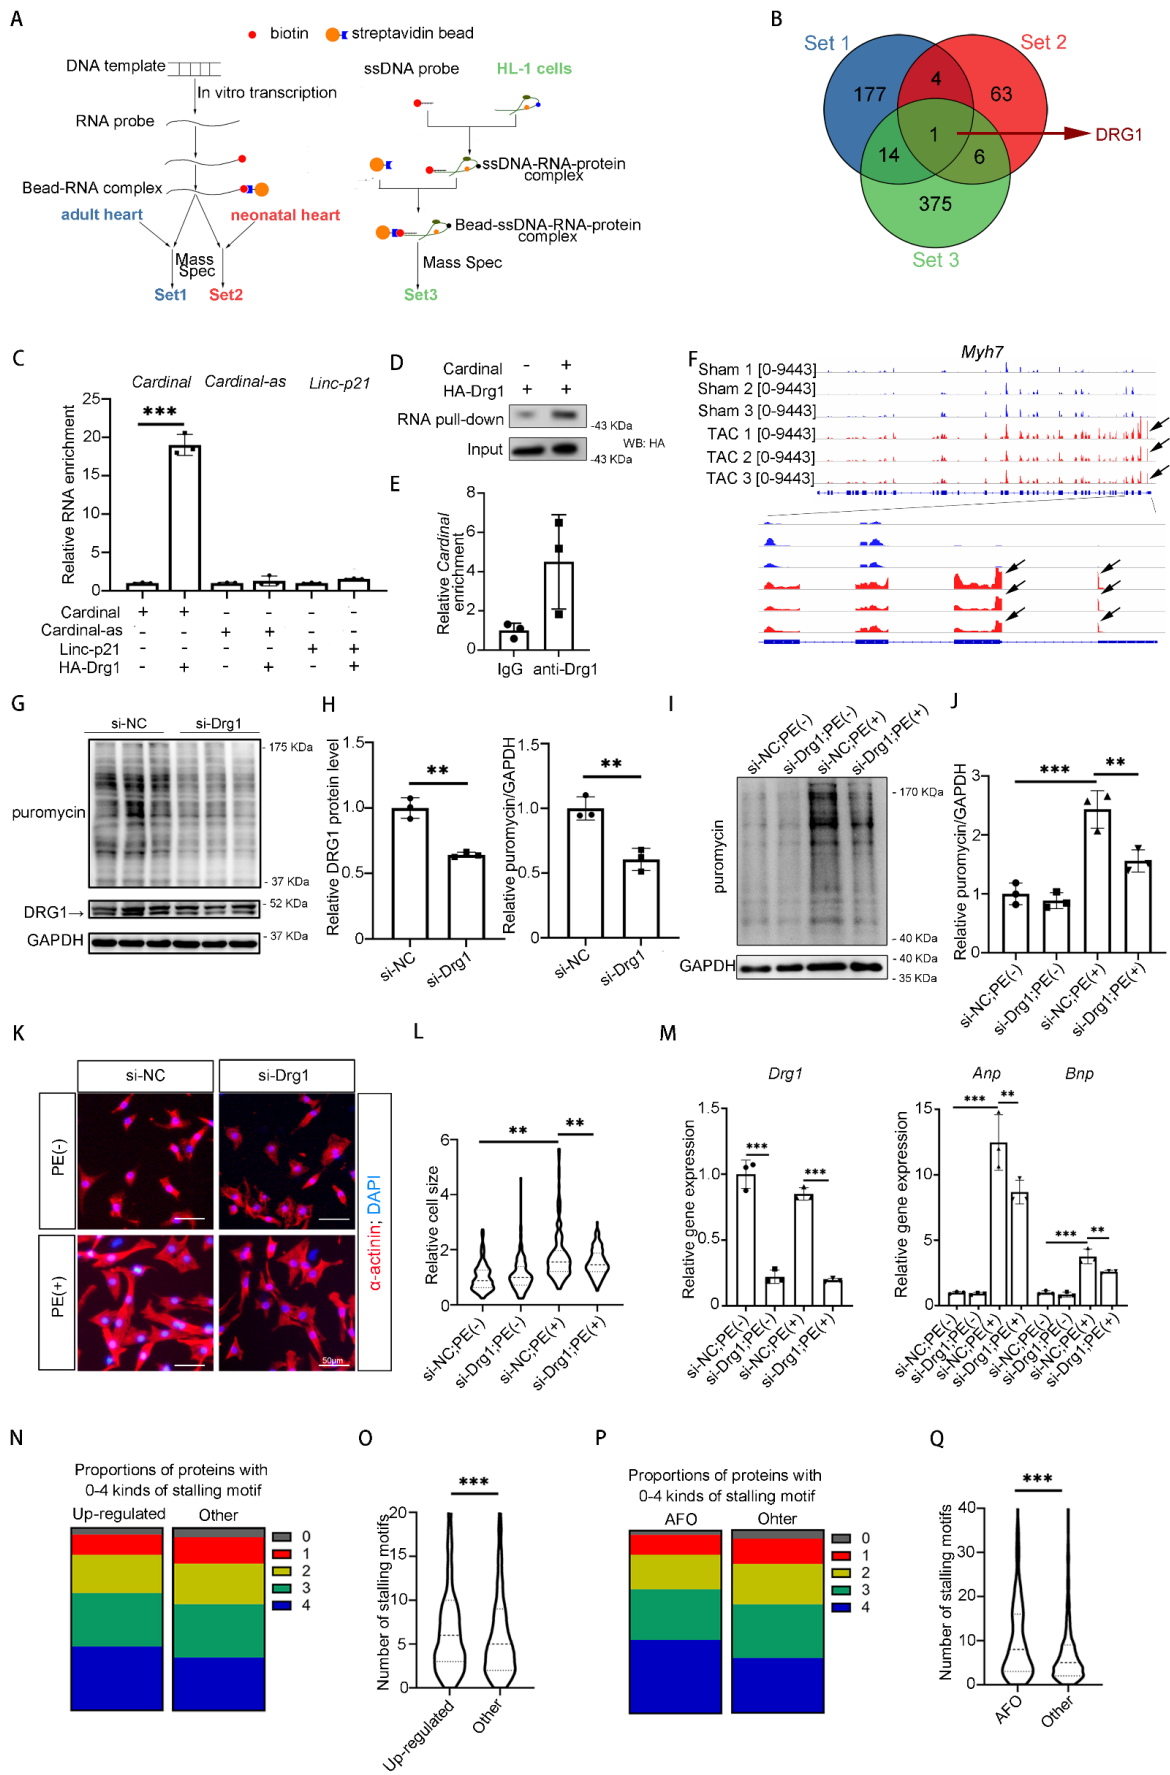 A
biotin
streptavidin bead
DNA template
In vitro transcription
RNA probe
Bead-RNA complex
adult heart
neonatal heart
Mass
Spec
Set1
Set2
ssDNA probe
HL-1 cells
ssDNA-RNA-protein
complex
Bead-ssDNA-RNA-protein
complex
Mass Spec
Set3
B
Set 1
Set 2
177
4
63
1
DRG1
14
6
375
Set 3
C
Cardinal
Cardinal-as
Linc-p21
***
Relative RNA enrichment
25
20
15
10
5
0
Cardinal + + - - - -
Cardinal-as - - + + - -
Linc-p21 - - - - + +
HA-Drg1 - + - + - +
D
Cardinal - +
HA-Drg1 + +
RNA pull-down
-43 KDa
Input
WB: HA
-43 KDa
E
Relative Cardinal
enrichment
8
6
4
2
0
IgG
anti-Drg1
F
Myh7
Sham 1 [0-9443]
Sham 2 [0-9443]
Sham 3 [0-9443]
TAC 1 [0-9443]
TAC 2 [0-9443]
TAC 3 [0-9443]
G
si-NC
si-Drg1
puromycin
- 175 KDa
- 37 KDa
DRG1→
- 52 KDa
GAPDH
- 37 KDa
H
Relative DRG1 protein level
1.5
1.0
0.5
0
**
si-NC
si-Drg1
Relative puromycin/GAPDH
1.5
1.0
0.5
0
**
si-NC
si-Drg1
I
si-NC;PE(-)
si-Drg1;PE(-)
si-NC;PE(+)
si-Drg1;PE(+)
puromycin
- 170 KDa
- 40 KDa
GAPDH
- 40 KDa
- 35 KDa
J
Relative puromycin/GAPDH
3
2
1
0
***
**
si-NC;PE(-)
si-Drg1;PE(-)
si-NC;PE(+)
si-Drg1;PE(+)
K
si-NC
si-Drg1
PE(-)
PE(+)
α-actinin; DAPI
50μm
L
Relative cell size
6
4
2
0
**
**
si-NC;PE(-)
si-Drg1;PE(-)
si-NC;PE(+)
si-Drg1;PE(+)
M
Drg1
Relative gene expression
1.5
1.0
0.5
0
***
***
si-NC;PE(-)
si-Drg1;PE(-)
si-NC;PE(+)
si-Drg1;PE(+)
Anp
Bnp
Relative gene expression
15
10
5
0
***
**
***
**
si-NC;PE(-)
si-Drg1;PE(-)
si-NC;PE(+)
si-Drg1;PE(+)
si-NC;PE(-)
si-Drg1;PE(-)
si-NC;PE(+)
si-Drg1;PE(+)
N
Proportions of proteins with
0-4 kinds of stalling motif
Up-regulated
Other
0
1
2
3
4
O
***
Number of stalling motifs
20
15
10
5
0
Up-regulated
Other
P
Proportions of proteins with
0-4 kinds of stalling motif
AFO
Ohter
0
1
2
3
4
Q
***
Number of stalling motifs
40
30
20
10
0
AFO
Other